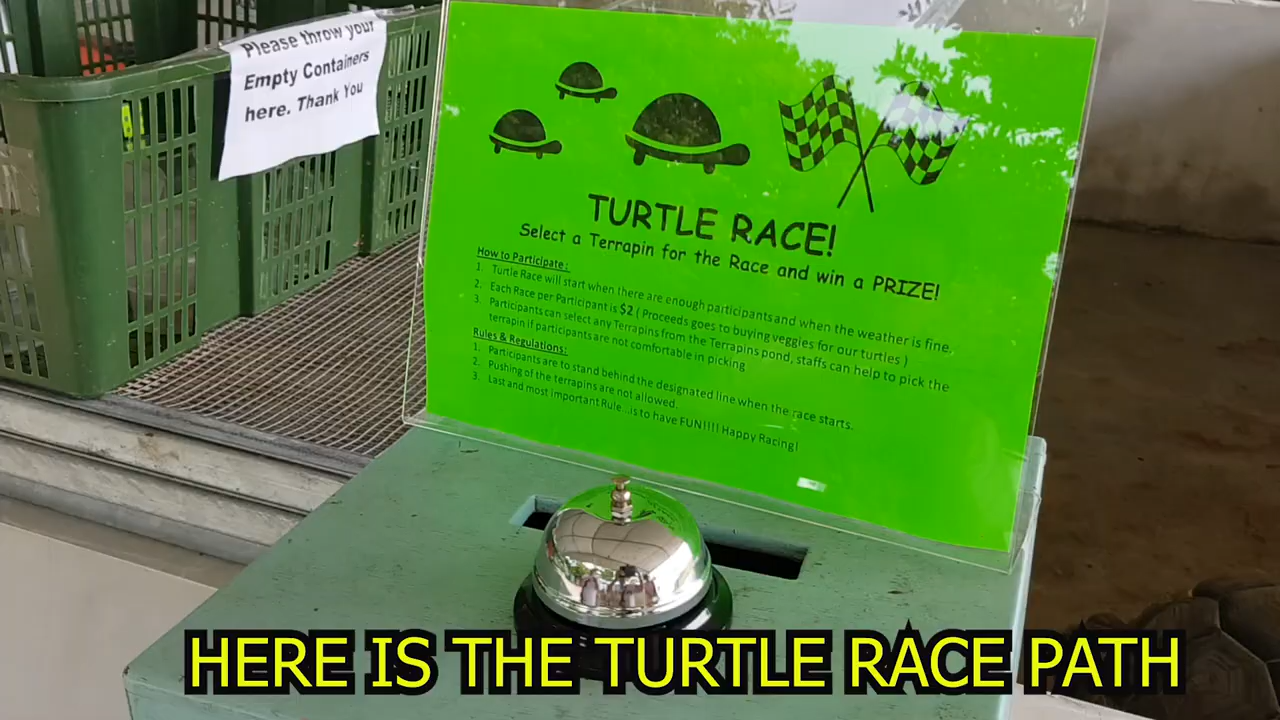 Please throw your
Empty Containers
here. Thank You
TURTLE RACE!
Select a Terrapin for the Race and win a PRIZE!
How to Participate:
1. Turtle Race will start when there are enough participants and when the weather is fine.
2. Each Race per Participant is $2 ( Proceeds goes to buying veggies for our turtles )
3. Participants can select any Terrapins from the Terrapins pond, staffs can help to pick the
terrapin if participants are not comfortable in picking
Rules & Regulations:
1. Participants are to stand behind the designated line when the race starts.
2. Pushing of the terrapins are not allowed.
3. Last and most important Rule...is to have FUN!!!! Happy Racing!
HERE IS THE TURTLE RACE PATH